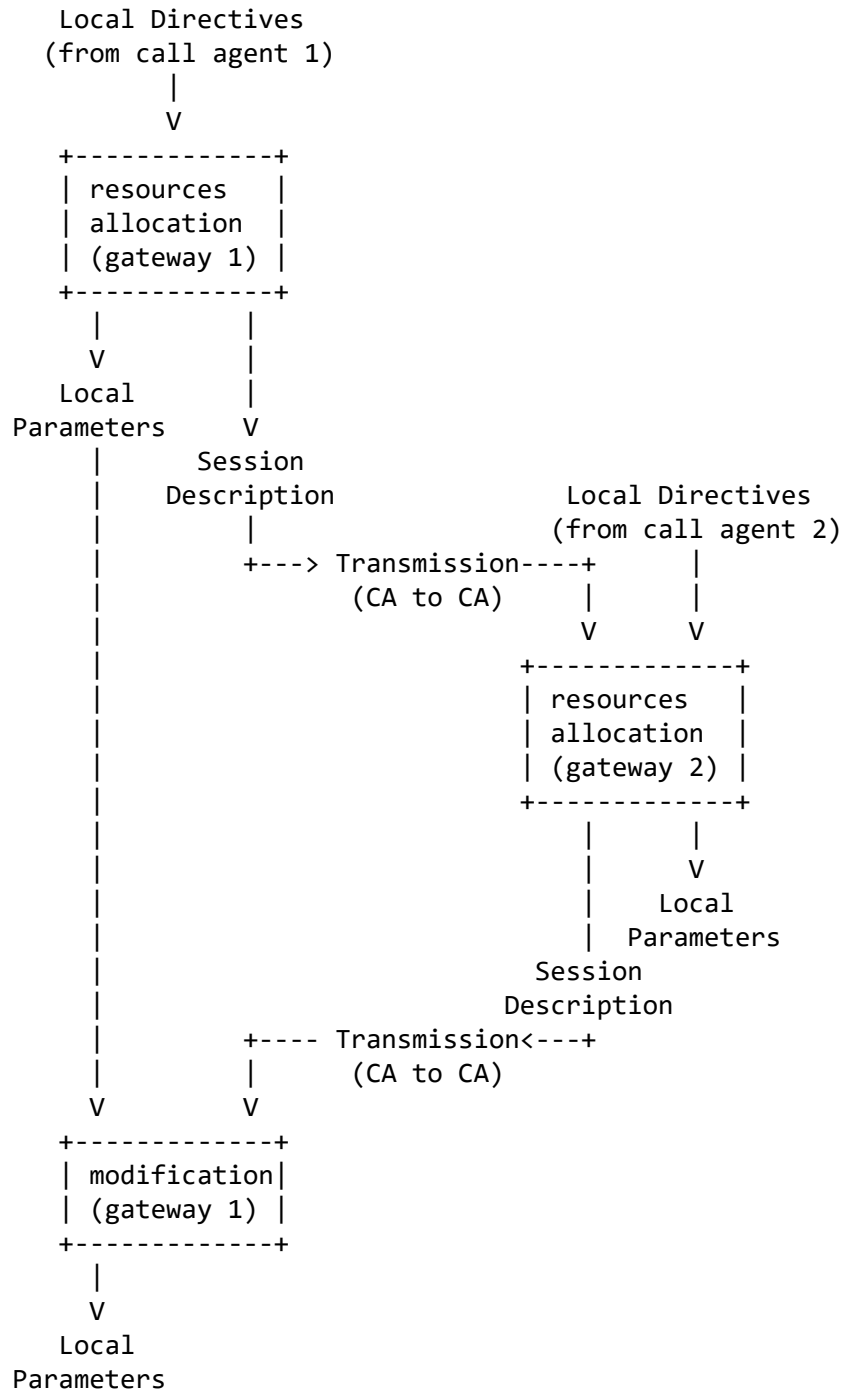 Local Directives
(from call agent 1)
|
V
+-------------+
| resources   |
| allocation  |
| (gateway 1) |
+-------------+
|         |
V         |
Local        |
Parameters     V
|      Session
|    Description               Local Directives
|         |                   (from call agent 2)
|         +---> Transmission----+      |
|                (CA to CA)     |      |
|                               V      V
|                           +-------------+
|                           | resources   |
|                           | allocation  |
|                           | (gateway 2) |
|                           +-------------+
|                               |      |
|                               |      V
|                               |    Local
|                               |  Parameters
|                            Session
|                          Description
|         +---- Transmission<---+
|         |      (CA to CA)
V         V
+-------------+
| modification|
| (gateway 1) |
+-------------+
|
V
Local
Parameters